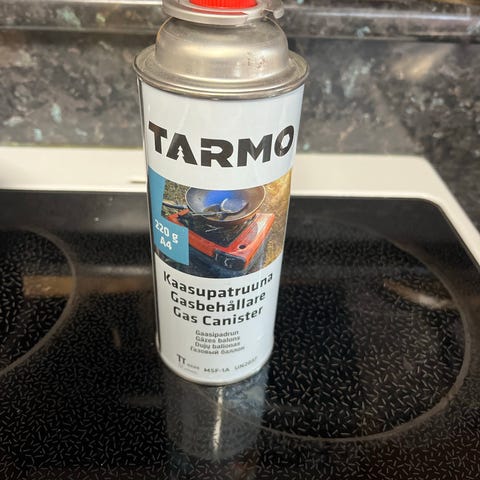 TARMO
220 g
A4
Kaasupatruuna
Gasbehållare
Gas Canister
Gaasipadrun
Gāzes balons
Dujų balionas
Газовый баллон
MSF-1A UN2037